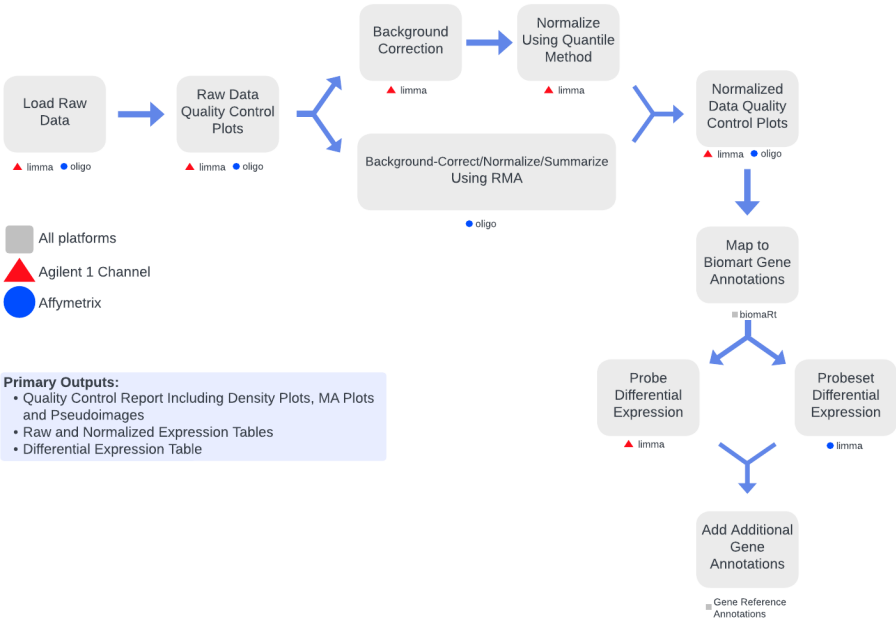 Load Raw
Data
limma oligo
Raw Data
Quality Control
Plots
limma oligo
Background
Correction
limma
Normalize
Using Quantile
Method
limma
Background-Correct/Normalize/Summarize
Using RMA
oligo
Normalized
Data Quality
Control Plots
limma oligo
Map to
Biomart Gene
Annotations
biomaRt
Probe
Differential
Expression
limma
Probeset
Differential
Expression
limma
Add Additional
Gene
Annotations
Gene Reference
Annotations
All platforms
Agilent 1 Channel
Affymetrix
Primary Outputs:
• Quality Control Report Including Density Plots, MA Plots
and Pseudoimages
• Raw and Normalized Expression Tables
• Differential Expression Table